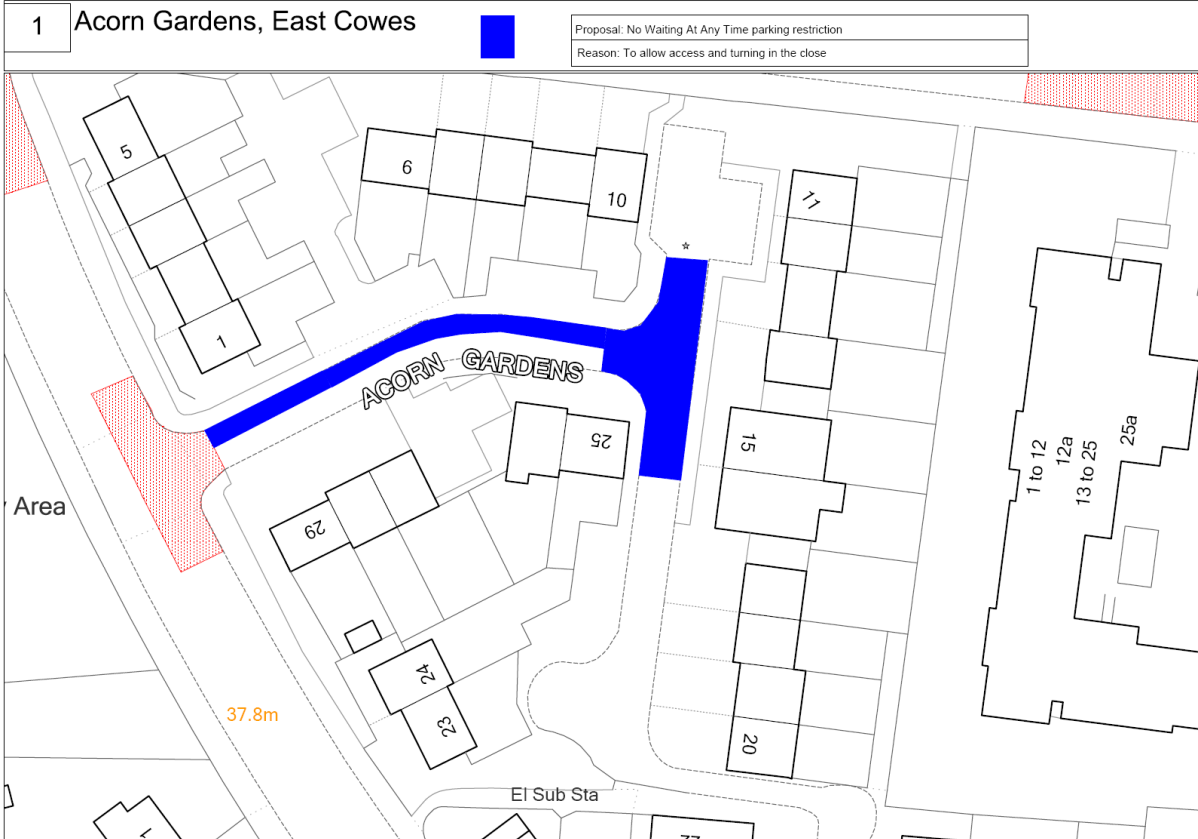 1
Acorn Gardens, East Cowes
Proposal: No Waiting At Any Time parking restriction
Reason: To allow access and turning in the close
5
6
10
11
1
ACORN GARDENS
25
15
1 to 12
12a
13 to 25
25a
Area
29
24
23
37.8m
20
El Sub Sta
22
1